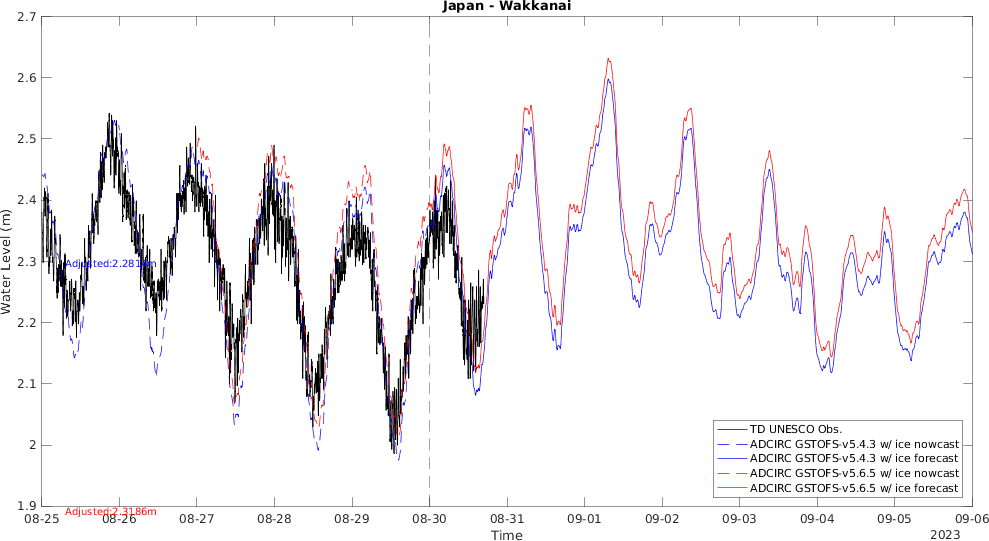 Japan - Wakkanai
2.7
2.6
2.5
2.4
2.3
2.2
2.1
2
1.9
Water Level (m)
Adjusted:2.281 m
Adjusted:2.3186m
TD UNESCO Obs.
ADCIRC GSTOFS-v5.4.3 w/ ice nowcast
ADCIRC GSTOFS-v5.4.3 w/ ice forecast
ADCIRC GSTOFS-v5.6.5 w/ ice nowcast
ADCIRC GSTOFS-v5.6.5 w/ ice forecast
08-25 08-26 08-27 08-28 08-29 08-30 08-31 09-01 09-02 09-03 09-04 09-05 09-06
Time
2023